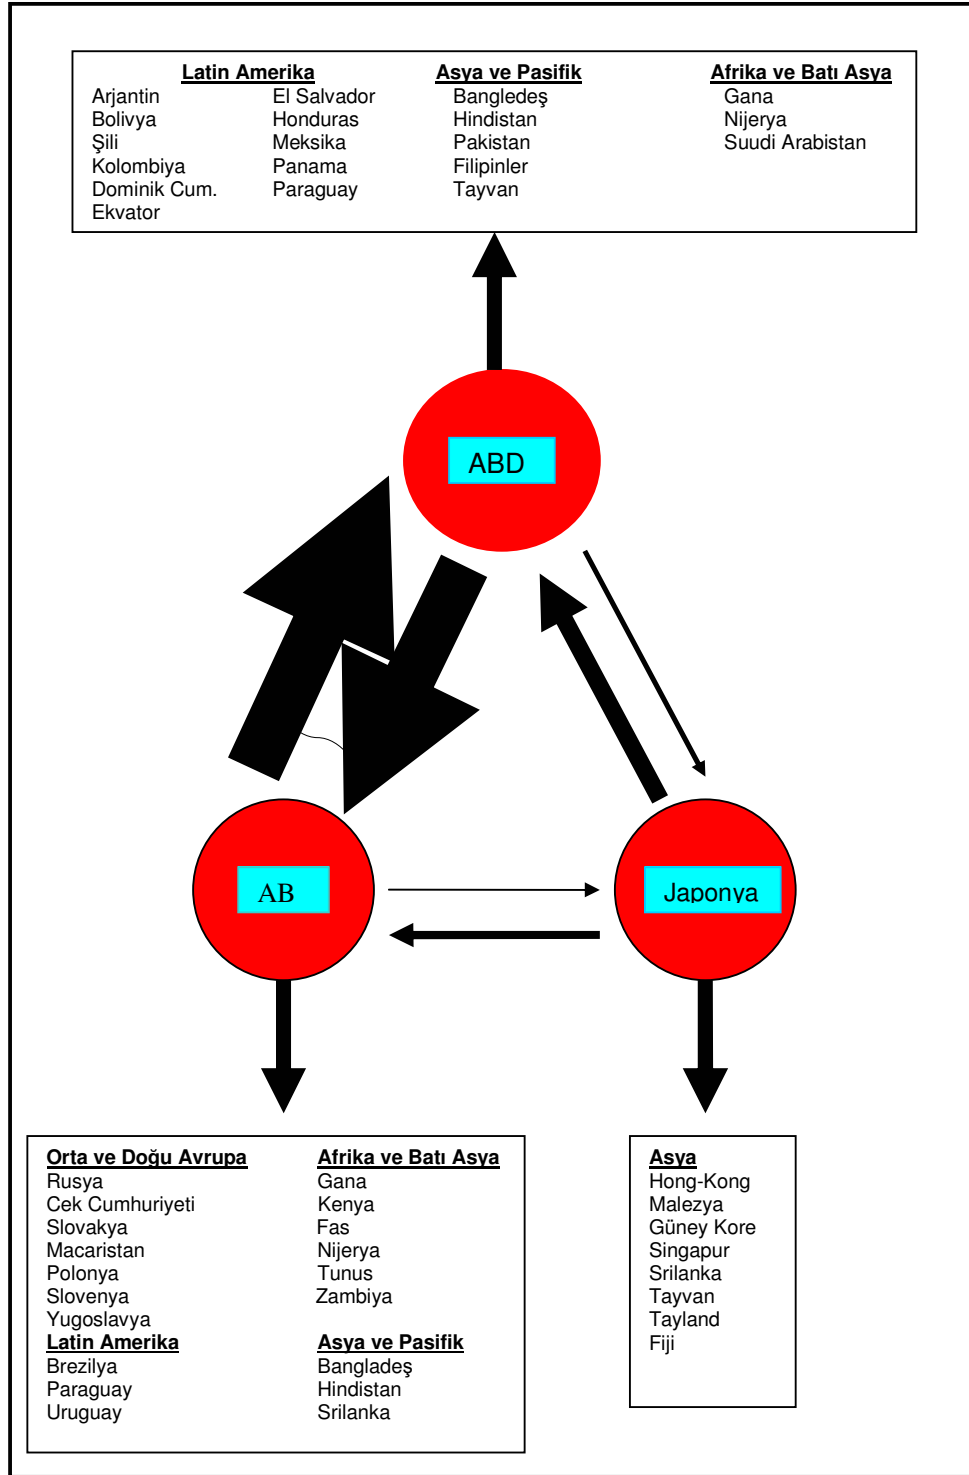 Latin Amerika Asya ve Pasifik Afrika ve Batı Asya
Arjantin El Salvador Bangledeş Gana
Bolivya Honduras Hindistan Nijerya
Şili Meksika Pakistan Suudi Arabistan
Kolombiya Panama Filipinler
Dominik Cum. Paraguay Tayvan
Ekvator
ABD
AB
Japonya
Orta ve Doğu Avrupa Afrika ve Batı Asya
Rusya Gana
Cek Cumhuriyeti Kenya
Slovakya Fas
Macaristan Nijerya
Polonya Tunus
Slovenya Zambiya
Yugoslavya
Latin Amerika Asya ve Pasifik
Brezilya Bangladeş
Paraguay Hindistan
Uruguay Srilanka
Asya
Hong-Kong
Malezya
Güney Kore
Singapur
Srilanka
Tayvan
Tayland
Fiji